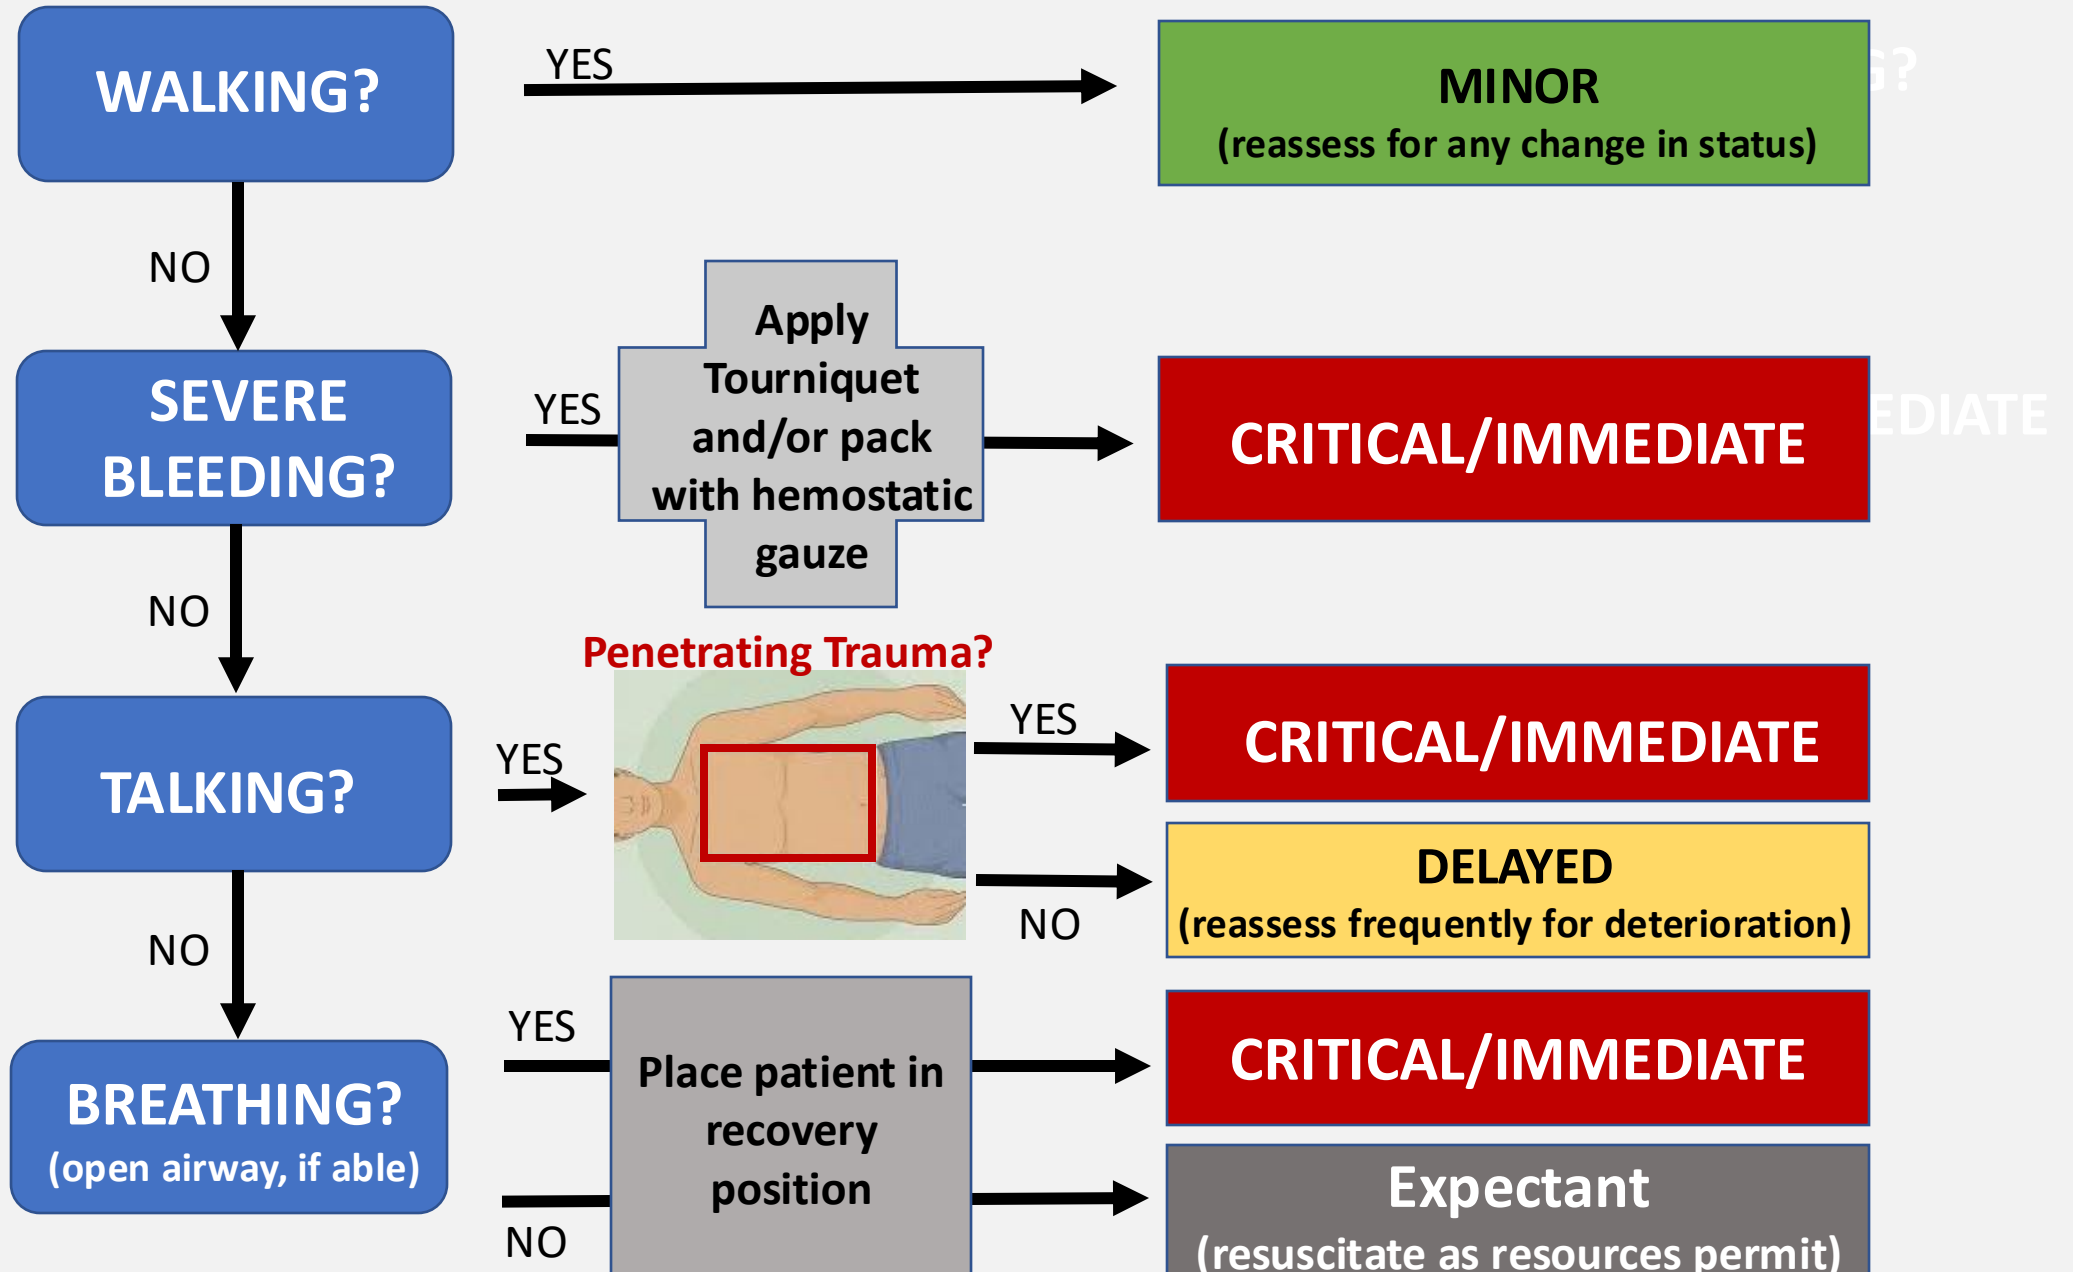 WALKING?
YES
MINOR
(reassess for any change in status)
G?
NO
SEVERE
BLEEDING?
YES
Apply
Tourniquet
and/or pack
with hemostatic
gauze
CRITICAL/IMMEDIATE
EDIATE
NO
TALKING?
YES
Penetrating Trauma?
YES
CRITICAL/IMMEDIATE
NO
DELAYED
(reassess frequently for deterioration)
NO
BREATHING?
(open airway, if able)
YES
NO
Place patient in
recovery
position
CRITICAL/IMMEDIATE
Expectant
(resuscitate as resources permit)